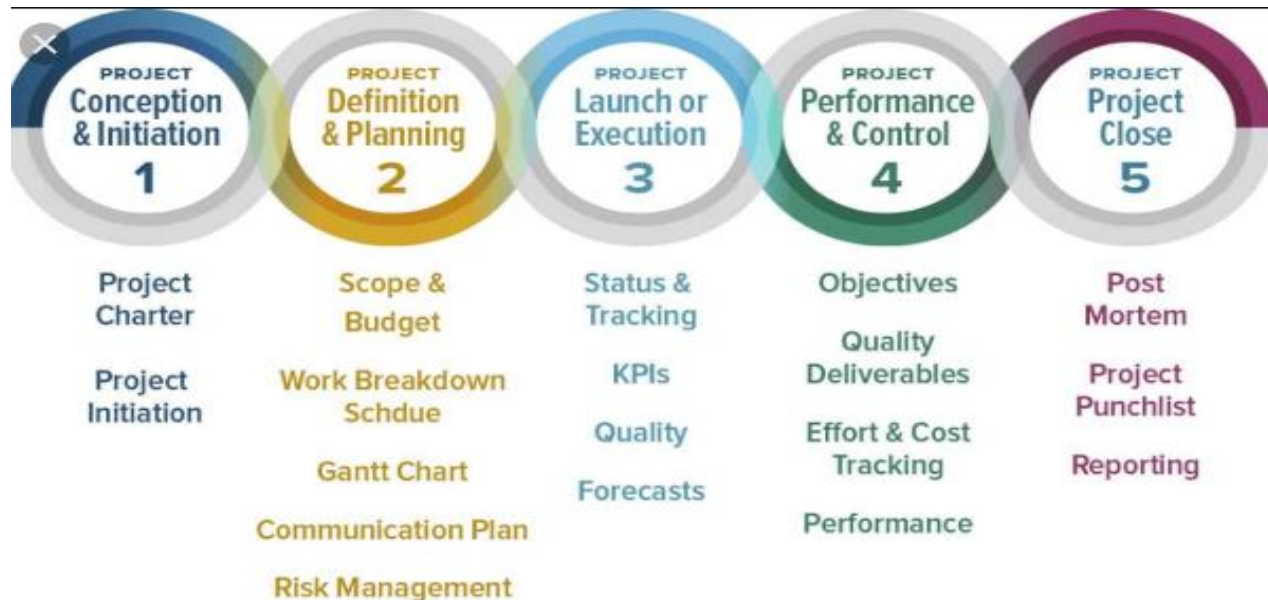 PROJECT
Conception
& Initiation
1
PROJECT
Definition
& Planning
2
PROJECT
Launch or
Execution
3
PROJECT
Performance
& Control
4
PROJECT
Project
Close
5
Project
Charter
Project
Initiation
Scope &
Budget
Work Breakdown
Schdue
Gantt Chart
Communication Plan
Risk Management
Status &
Tracking
KPIs
Quality
Forecasts
Objectives
Quality
Deliverables
Effort & Cost
Tracking
Performance
Post
Mortem
Project
Punchlist
Reporting